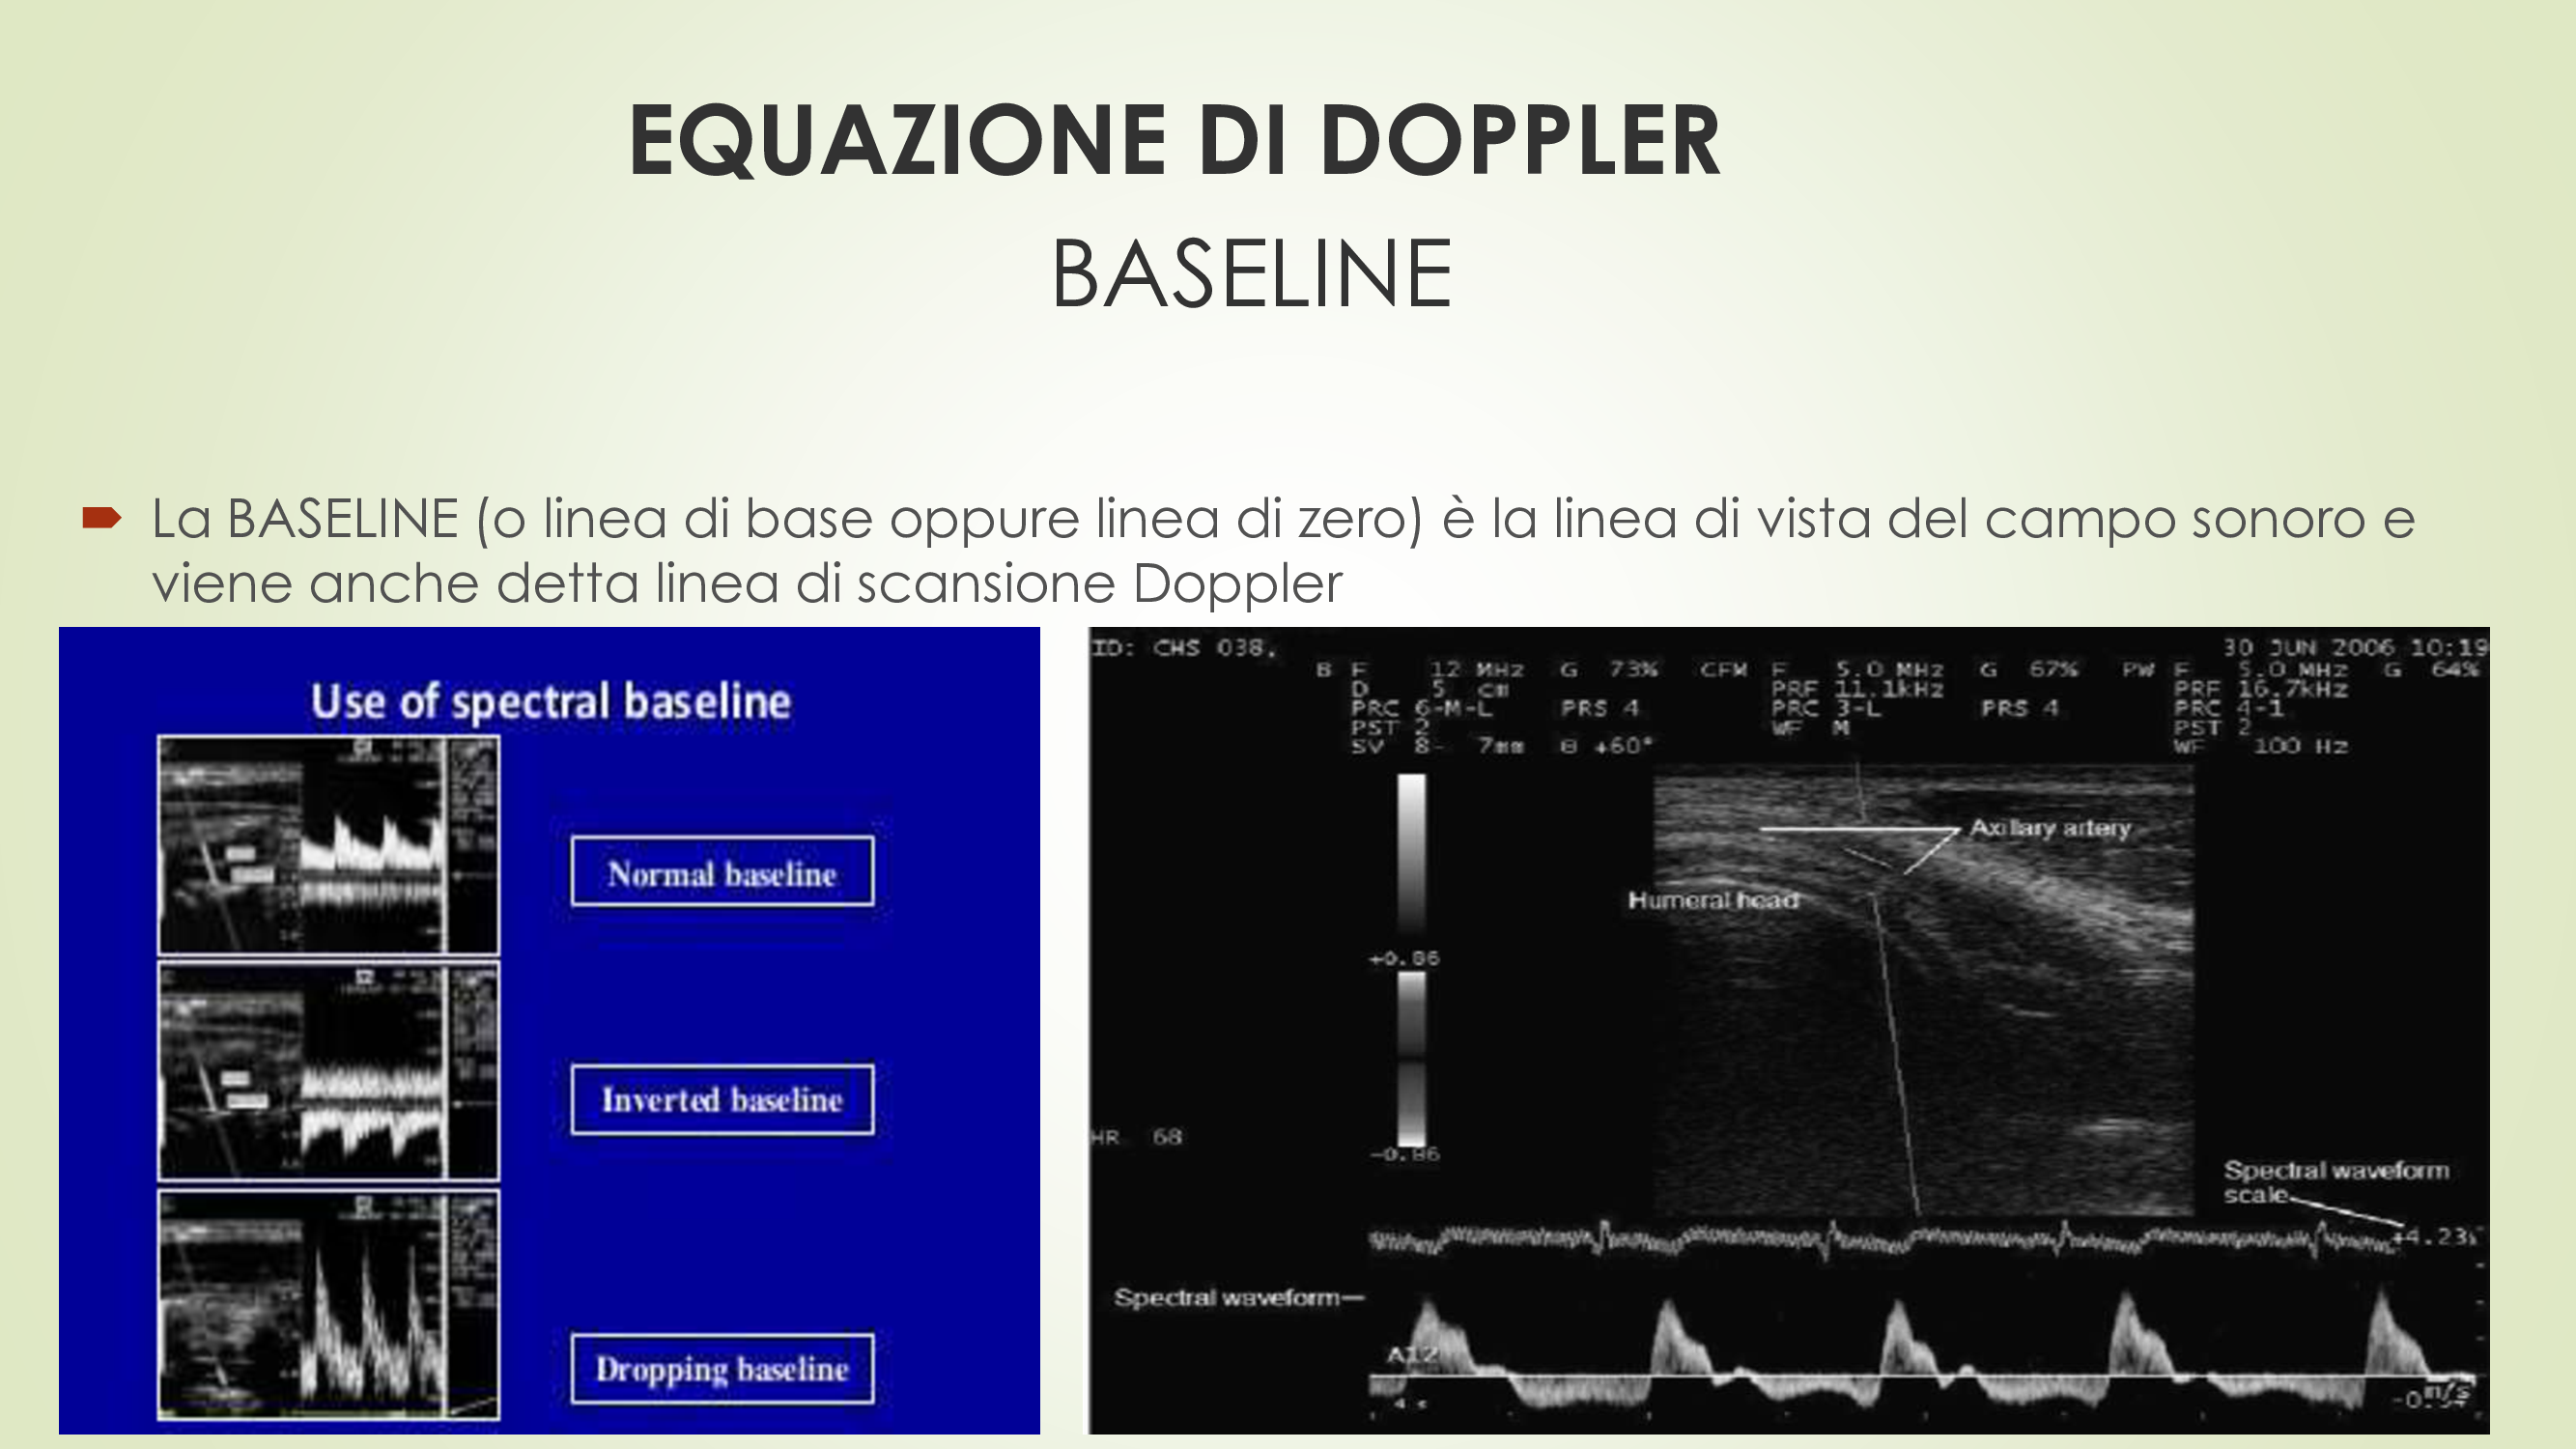 EQUAZIONE DI DOPPLER
BASELINE
La BASELINE (o linea di base oppure linea di zero) è la linea di vista del campo sonoro e
viene anche detta linea di scansione Doppler
Use of spectral baseline
Normal baseline
Inverted baseline
Dropping baseline
ID: CHS 038.
30 JUN 2006 10:19
B F 12 MHz G 73% CFM F 5.0 MHz G 67% PW F 5.0 MHz G 64%
D 5 cm PRF 11.1kHz PRF 16.7kHz
PRC 6-M-L PRS 4 PRC 3-L PRS 4 PRC 4-1
PST 2 WF M PST 2
SV 8- 7mm θ +60° WF 100 Hz
Axillary artery
Humeral head
+0.86
HR 68
-0.86
Spectral waveform
scale
+4.23
Spectral waveform
A12
4 s
m/s